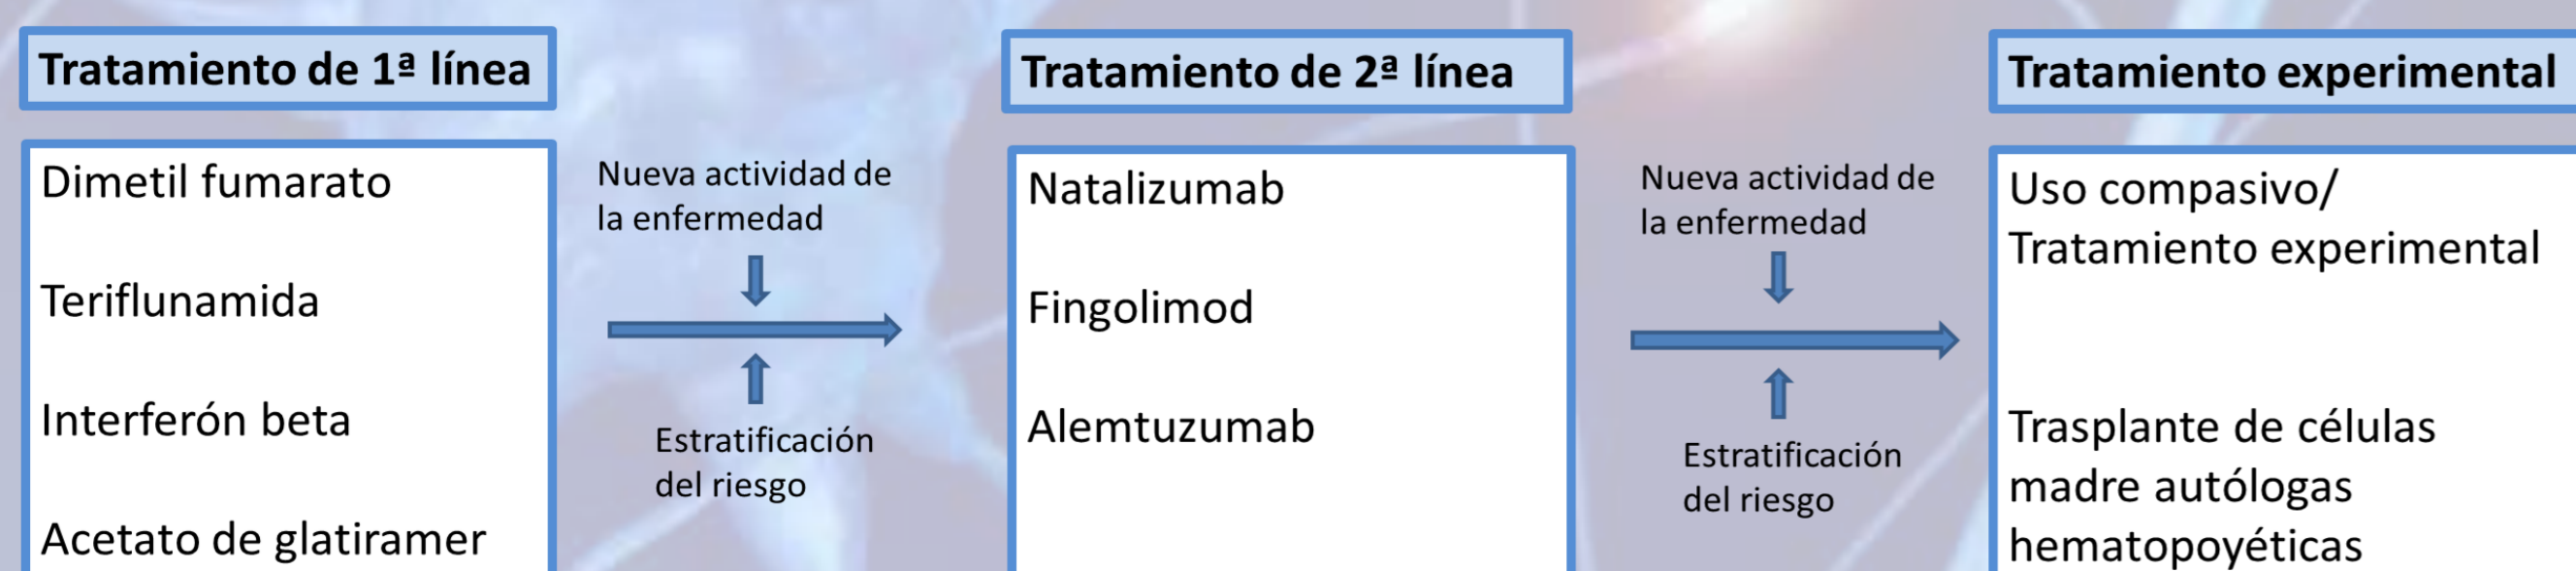 Tratamiento de 1ª línea
Dimetil fumarato
Teriflunamida
Interferón beta
Acetato de glatiramer
Nueva actividad de
la enfermedad
Estratificación
del riesgo
Tratamiento de 2ª línea
Natalizumab
Fingolimod
Alemtuzumab
Nueva actividad de
la enfermedad
Estratificación
del riesgo
Tratamiento experimental
Uso compasivo/
Tratamiento experimental
Trasplante de células
madre autólogas
hematopoyéticas